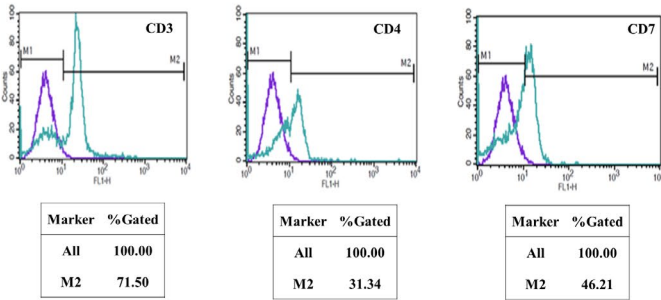 CD3
M1
M2
Counts
0 20 40 60 80 100
10^0 10^1 10^2 10^3 10^4
FL1-H
CD4
M1
M2
Counts
0 20 40 60 80 100
10^0 10^1 10^2 10^3 10^4
FL1-H
CD7
M1
M2
Counts
0 20 40 60 80 100
10^0 10^1 10^2 10^3 10^4
FL1-H
Marker %Gated
All 100.00
M2 71.50
Marker %Gated
All 100.00
M2 31.34
Marker %Gated
All 100.00
M2 46.21